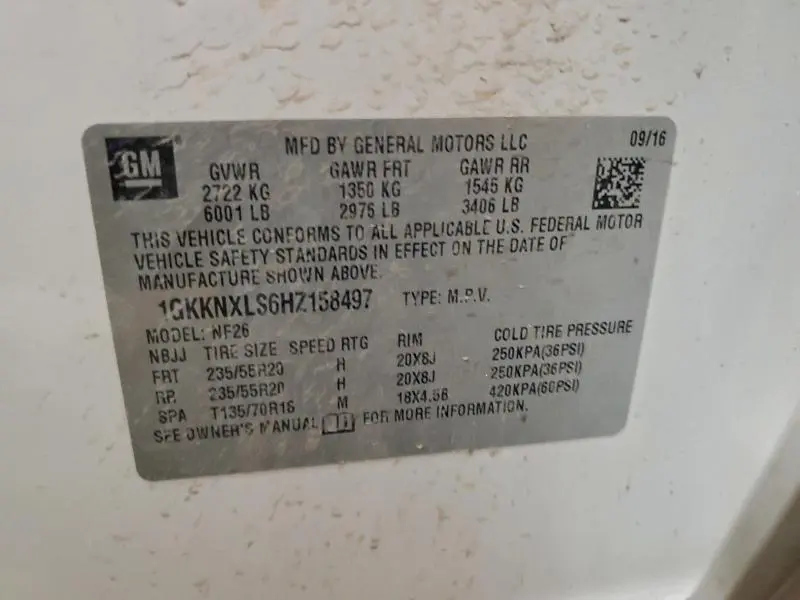 GM
MFD BY GENERAL MOTORS LLC 09/16
GVWR GAWR FRT GAWR RR
2722 KG 1350 KG 1545 KG
6001 LB 2976 LB 3406 LB
THIS VEHICLE CONFORMS TO ALL APPLICABLE U.S. FEDERAL MOTOR
VEHICLE SAFETY STANDARDS IN EFFECT ON THE DATE OF
MANUFACTURE SHOWN ABOVE.
1GKKNXLS6HZ158497 TYPE: M.P.V.
MODEL: NF26
NBJJ TIRE SIZE SPEED RTG RIM COLD TIRE PRESSURE
FRT 235/55R20 H 20X8J 250KPA(36PSI)
RR 235/55R20 H 20X8J 250KPA(36PSI)
SPA T135/70R18 M 18X4.5B 420KPA(60PSI)
SEE OWNER'S MANUAL FOR MORE INFORMATION.